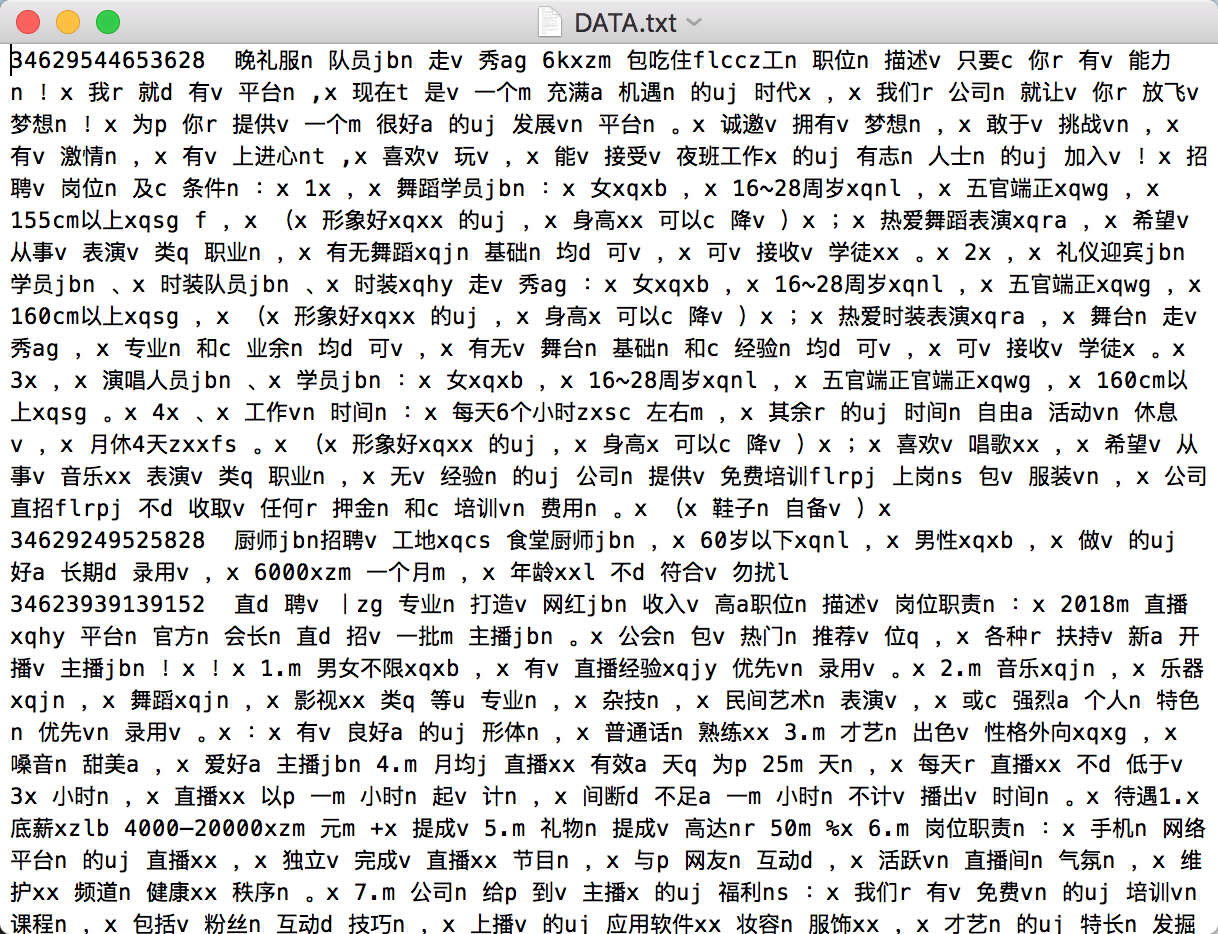 DATA.txt
34629544653628 晚礼服n 队员jbn 走v 秀ag 6kxzm 包吃住flccz工n 职位n 描述v 只要c 你r 有v 能力
n ！x 我r 就d 有v 平台n ,x 现在t 是v 一个m 充满a 机遇n 的uj 时代x ，x 我们r 公司n 就让v 你r 放飞v
梦想n ！x 为p 你r 提供v 一个m 很好a 的uj 发展vn 平台n 。x 诚邀v 拥有v 梦想n ，x 敢于v 挑战vn ，x
有v 激情n ，x 有v 上进心nt ,x 喜欢v 玩v ，x 能v 接受v 夜班工作x 的uj 有志n 人士n 的uj 加入v ！x 招
聘v 岗位n 及c 条件n ：x 1x ，x 舞蹈学员jbn ：x 女xqxb ，x 16~28周岁xqnl ，x 五官端正xqwg ，x
155cm以上xqsg f ，x （x 形象好xqxx 的uj ，x 身高xx 可以c 降v ）x ；x 热爱舞蹈表演xqra ，x 希望v
从事v 表演v 类q 职业n ，x 有无舞蹈xqjn 基础n 均d 可v ，x 可v 接收v 学徒xx 。x 2x ，x 礼仪迎宾jbn
学员jbn 、x 时装队员jbn 、x 时装xqhy 走v 秀ag ：x 女xqxb ，x 16~28周岁xqnl ，x 五官端正xqwg ，x
160cm以上xqsg ，x （x 形象好xqxx 的uj ，x 身高x 可以c 降v ）x ；x 热爱时装表演xqra ，x 舞台n 走v
秀ag ，x 专业n 和c 业余n 均d 可v ，x 有无v 舞台n 基础n 和c 经验n 均d 可v ，x 可v 接收v 学徒x 。x
3x ，x 演唱人员jbn 、x 学员jbn ：x 女xqxb ，x 16~28周岁xqnl ，x 五官端正官端正xqwg ，x 160cm以
上xqsg 。x 4x 、x 工作vn 时间n ：x 每天6个小时zxsc 左右m ，x 其余r 的uj 时间n 自由a 活动vn 休息
v ，x 月休4天zxxfs 。x （x 形象好xqxx 的uj ，x 身高x 可以c 降v ）x ；x 喜欢v 唱歌xx ，x 希望v 从
事v 音乐xx 表演v 类q 职业n ，x 无v 经验n 的uj 公司n 提供v 免费培训flrpj 上岗ns 包v 服装vn ，x 公司
直招flrpj 不d 收取v 任何r 押金n 和c 培训vn 费用n 。x （x 鞋子n 自备v ）x
34629249525828 厨师jbn招聘v 工地xqcs 食堂厨师jbn ，x 60岁以下xqnl ，x 男性xqxb ，x 做v 的uj
好a 长期d 录用v ，x 6000xzm 一个月m ，x 年龄xxl 不d 符合v 勿扰l
34623939139152 直d 聘v ｜zg 专业n 打造v 网红jbn 收入v 高a职位n 描述v 岗位职责n ：x 2018m 直播
xqhy 平台n 官方n 会长n 直d 招v 一批m 主播jbn 。x 公会n 包v 热门n 推荐v 位q ，x 各种r 扶持v 新a 开
播v 主播jbn ！x ！x 1.m 男女不限xqxb ，x 有v 直播经验xqjy 优先vn 录用v 。x 2.m 音乐xqjn ，x 乐器
xqjn ，x 舞蹈xqjn ，x 影视xx 类q 等u 专业n ，x 杂技n ，x 民间艺术n 表演v ，x 或c 强烈a 个人n 特色
n 优先vn 录用v 。x ：x 有v 良好a 的uj 形体n ，x 普通话n 熟练xx 3.m 才艺n 出色v 性格外向xqxg ，x
嗓音n 甜美a ，x 爱好a 主播jbn 4.m 月均j 直播xx 有效a 天q 为p 25m 天n ，x 每天r 直播xx 不d 低于v
3x 小时n ，x 直播xx 以p 一m 小时n 起v 计n ，x 间断d 不足a 一m 小时n 不计v 播出v 时间n 。x 待遇1.x
底薪xzlb 4000—20000xzm 元m +x 提成v 5.m 礼物n 提成v 高达nr 50m %x 6.m 岗位职责n ：x 手机n 网络
平台n 的uj 直播xx ，x 独立v 完成v 直播xx 节目n ，x 与p 网友n 互动d ，x 活跃vn 直播间n 气氛n ，x 维
护xx 频道n 健康xx 秩序n 。x 7.m 公司n 给p 到v 主播x 的uj 福利ns ：x 我们r 有v 免费vn 的uj 培训vn
课程n ，x 包括v 粉丝n 互动d 技巧n ，x 上播v 的uj 应用软件xx 妆容n 服饰xx ，x 才艺n 的uj 特长n 发掘